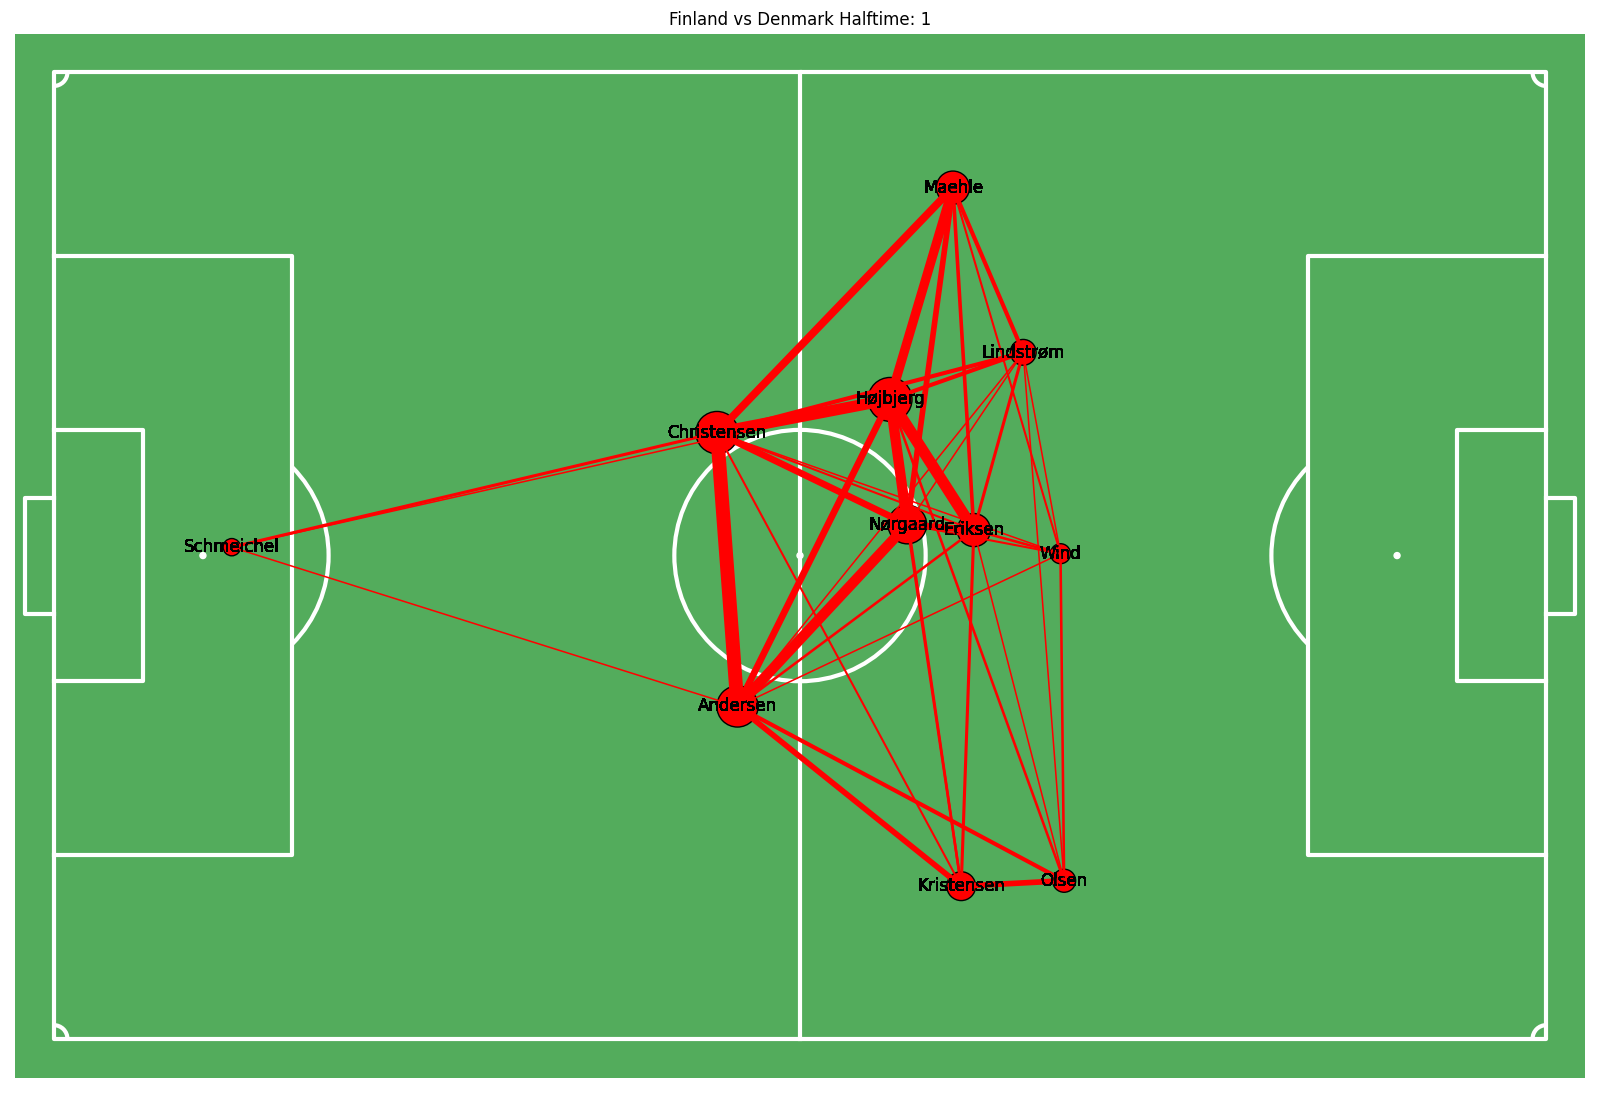 Finland vs Denmark Halftime: 1
Maehle
Lindstrøm
Højbjerg
Christensen
Nørgaard
Eriksen
Schmeichel
Wind
Andersen
Kristensen
Olsen